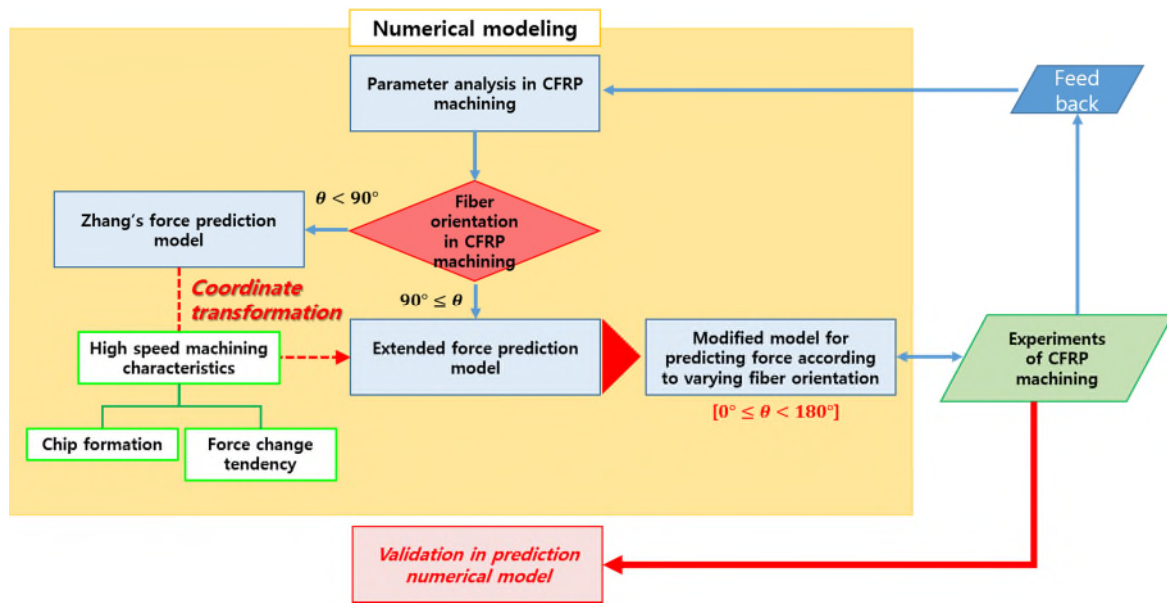 Numerical modeling
Parameter analysis in CFRP
machining
Feed
back
θ < 90°
Fiber
orientation
in CFRP
machining
Zhang's force prediction
model
Coordinate
transformation
90° ≤ θ
High speed machining
characteristics
Extended force prediction
model
Modified model for
predicting force according
to varying fiber orientation
[0° ≤ θ < 180°]
Experiments
of CFRP
machining
Chip formation
Force change
tendency
Validation in prediction
numerical model